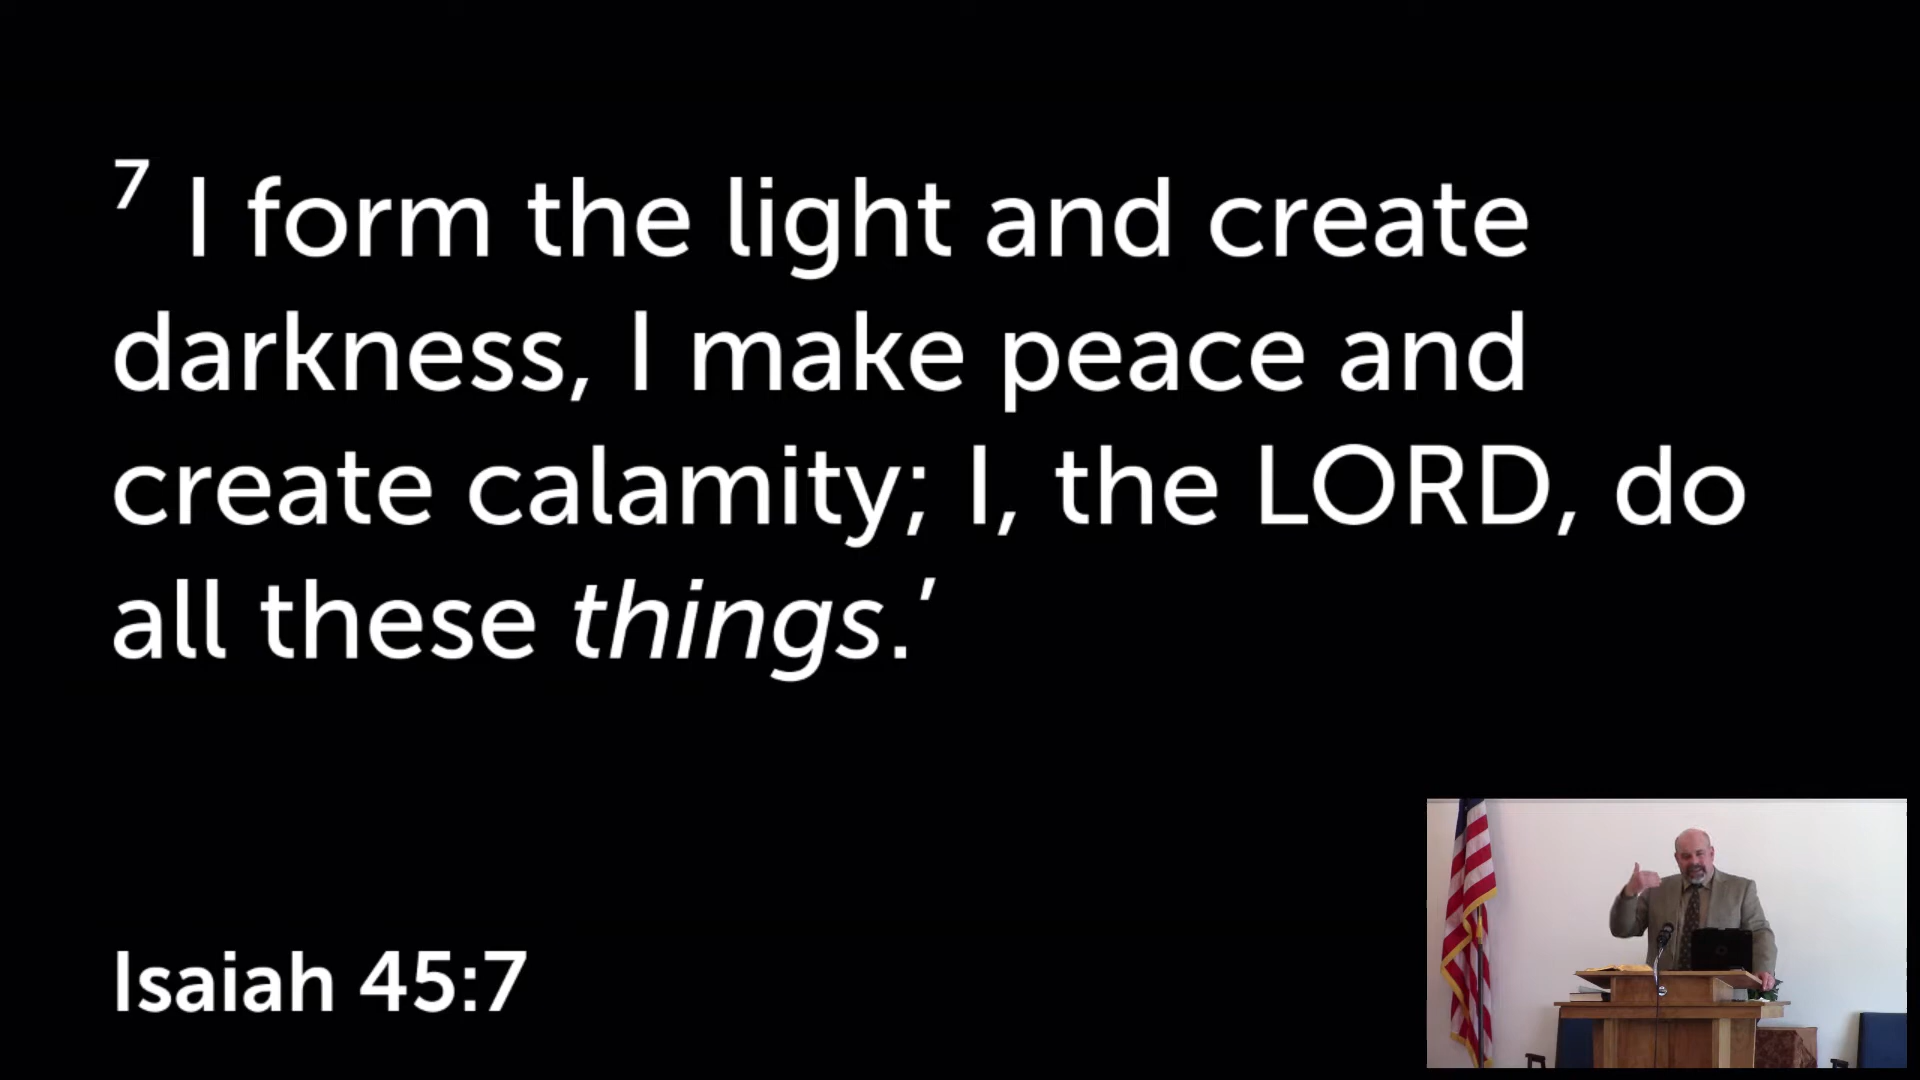 7 I form the light and create
darkness, I make peace and
create calamity; I, the LORD, do
all these things.’
Isaiah 45:7